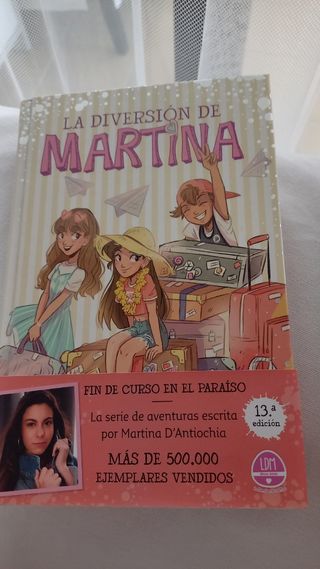 LA DIVERSIÓN DE
MARTINA
FIN DE CURSO EN EL PARAÍSO
La serie de aventuras escrita
por Martina D'Antiochia
MÁS DE 500.000
EJEMPLARES VENDIDOS
13.ª
edición
LDM